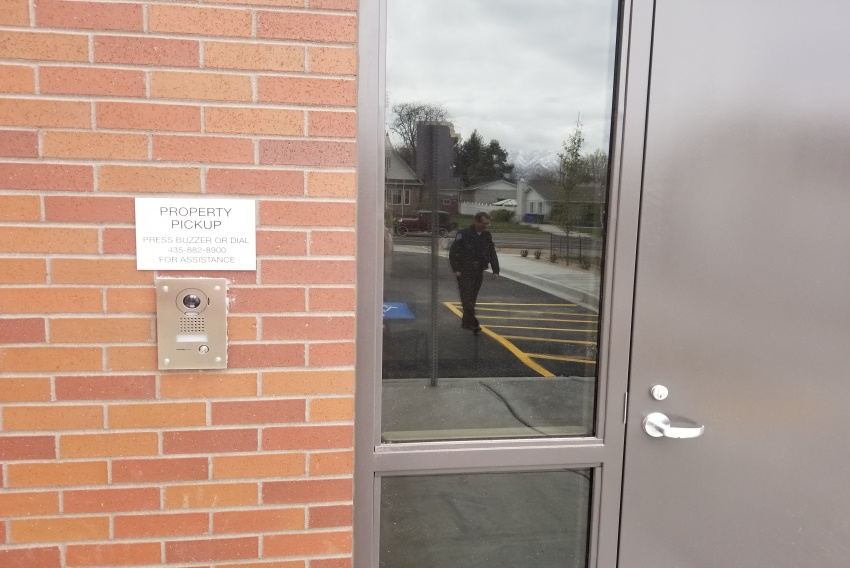 PROPERTY
PICKUP
PRESS BUZZER OR DIAL
435-882-8900
FOR ASSISTANCE